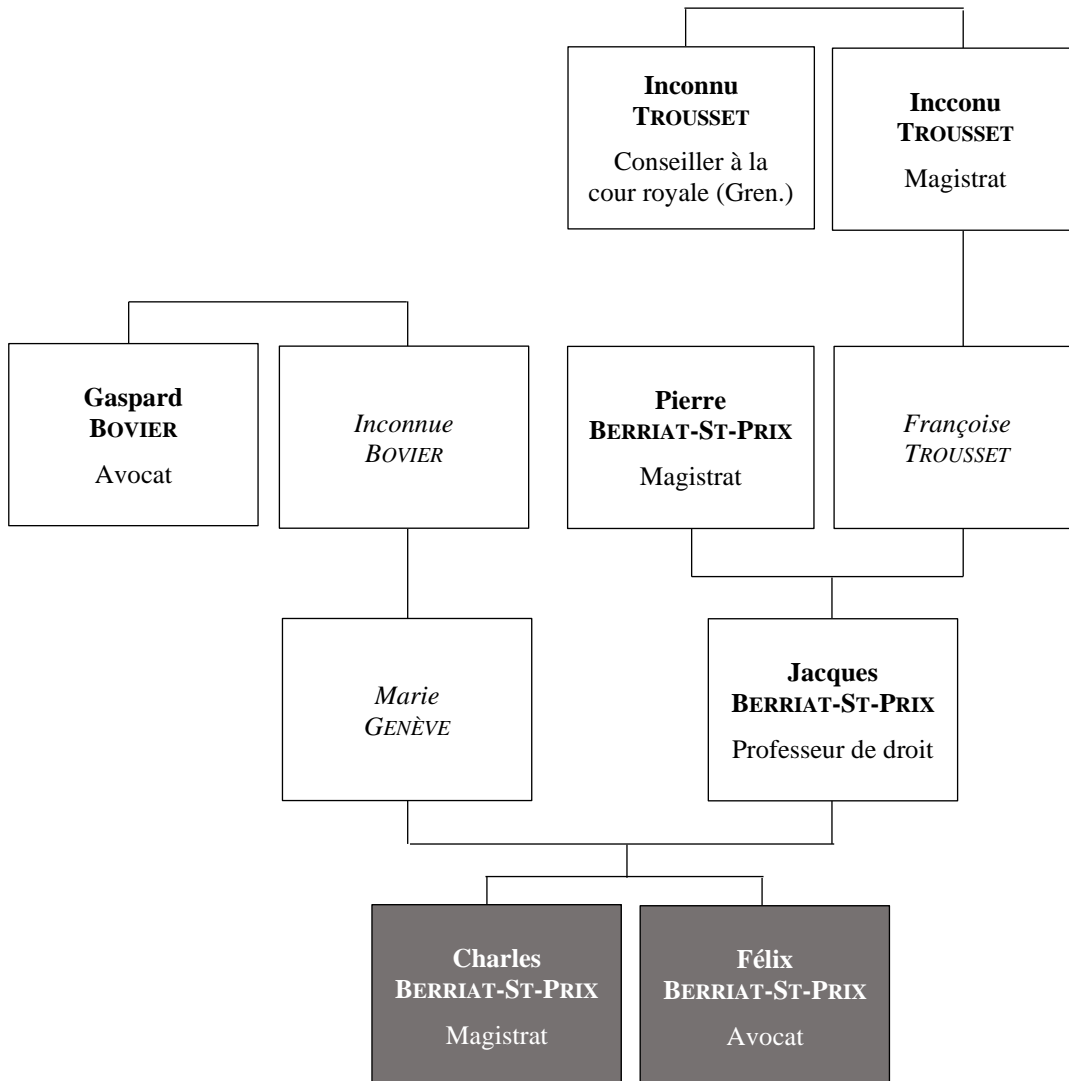 Inconnu
TROUSSET
Conseiller à la
cour royale (Gren.)
Incconu
TROUSSET
Magistrat
Gaspard
BOVIER
Avocat
Inconnue
BOVIER
Pierre
BERRIAT-ST-PRIX
Magistrat
Françoise
TROUSSET
Marie
GENÈVE
Jacques
BERRIAT-ST-PRIX
Professeur de droit
Charles
BERRIAT-ST-PRIX
Magistrat
Félix
BERRIAT-ST-PRIX
Avocat